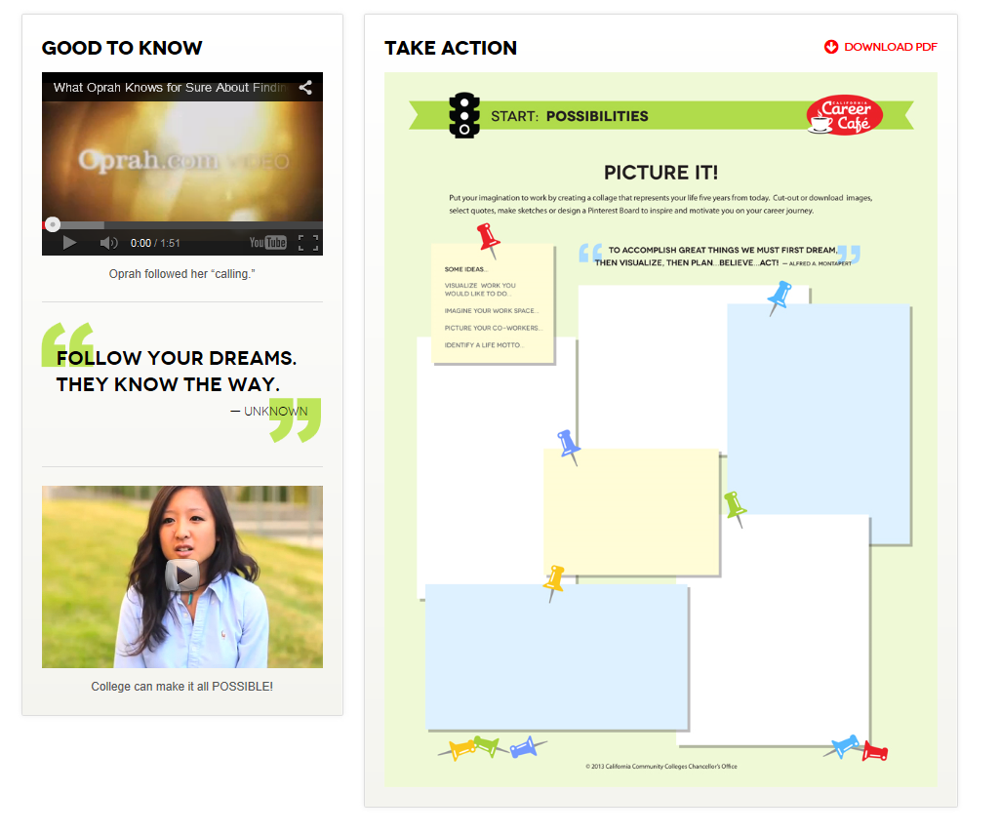 GOOD TO KNOW
What Oprah Knows for Sure About Findin
Oprah.com VIDEO
0:00 / 1:51
YouTube
Oprah followed her “calling.”
“
FOLLOW YOUR DREAMS.
THEY KNOW THE WAY.
— UNKNOWN
”
College can make it all POSSIBLE!
TAKE ACTION
DOWNLOAD PDF
START: POSSIBILITIES
CALIFORNIA
Career
Café
PICTURE IT!
Put your imagination to work by creating a collage that represents your life five years from today. Cut-out or download images,
select quotes, make sketches or design a Pinterest Board to inspire and motivate you on your career journey.
SOME IDEAS...
VISUALIZE WORK YOU
WOULD LIKE TO DO...
IMAGINE YOUR WORK SPACE...
PICTURE YOUR CO-WORKERS...
IDENTIFY A LIFE MOTTO...
“ TO ACCOMPLISH GREAT THINGS WE MUST FIRST DREAM,
THEN VISUALIZE, THEN PLAN...BELIEVE...ACT! — ALFRED A. MONTAPERT ”
© 2013 California Community Colleges Chancellor's Office